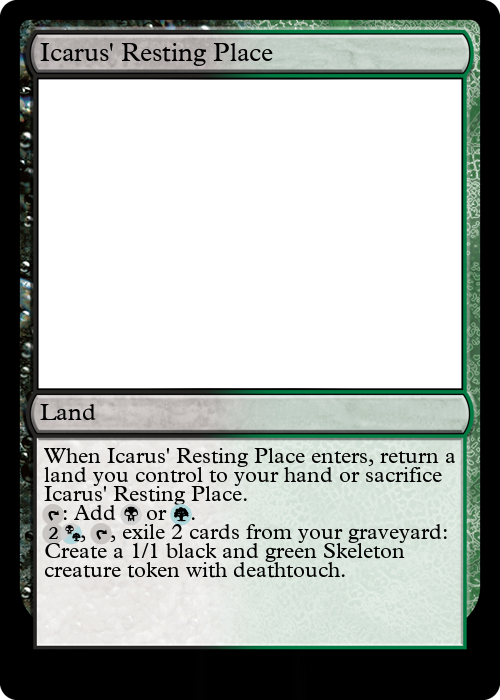 Icarus' Resting Place
Land
When Icarus' Resting Place enters, return a
land you control to your hand or sacrifice
Icarus' Resting Place.
: Add or .
2 , , exile 2 cards from your graveyard:
Create a 1/1 black and green Skeleton
creature token with deathtouch.